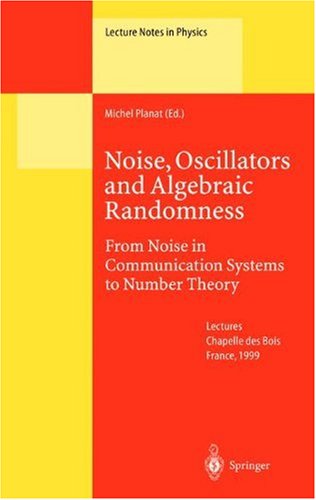 Lecture Notes in Physics
Michel Planat (Ed.)
Noise, Oscillators
and Algebraic
Randomness
From Noise in
Communication Systems
to Number Theory
Lectures
Chapelle des Bois
France, 1999
Springer